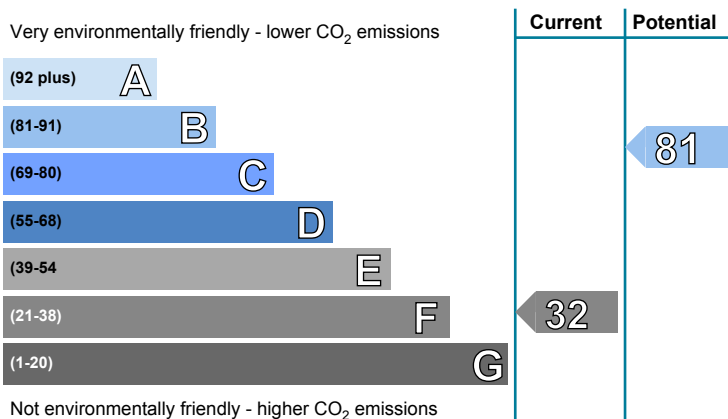 Very environmentally friendly - lower CO2 emissions
Current
Potential
(92 plus) A
(81-91) B
81
(69-80) C
(55-68) D
(39-54 E
(21-38) F
32
(1-20) G
Not environmentally friendly - higher CO2 emissions